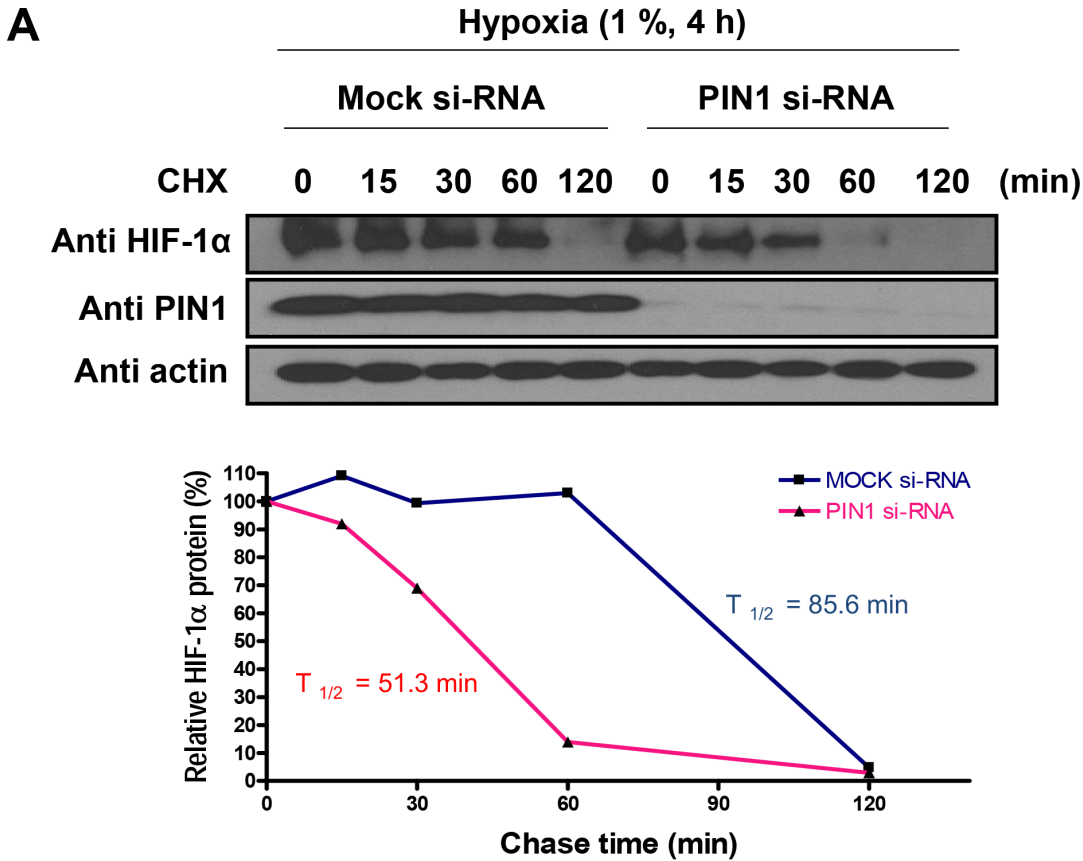 A
Hypoxia (1 %, 4 h)
Mock si-RNA PIN1 si-RNA
CHX 0 15 30 60 120 0 15 30 60 120 (min)
Anti HIF-1α
Anti PIN1
Anti actin
Relative HIF-1α protein (%)
110
100
90
80
70
60
50
40
30
20
10
0
MOCK si-RNA
PIN1 si-RNA
T 1/2 = 85.6 min
T 1/2 = 51.3 min
0 30 60 90 120
Chase time (min)